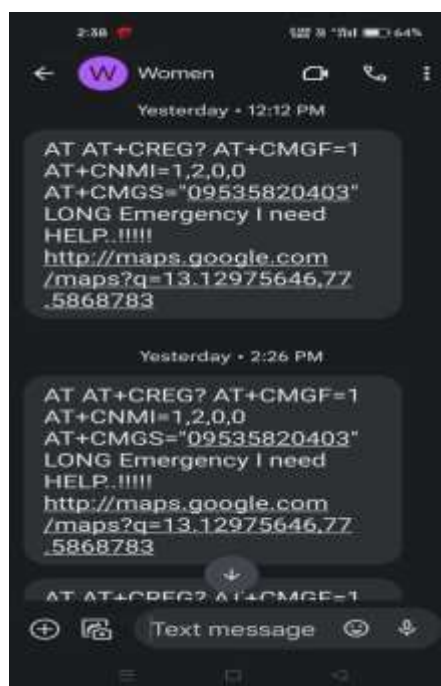 2:38
64%
Women
Yesterday • 12:12 PM
AT AT+CREG? AT+CMGF=1
AT+CNMI=1,2,0,0
AT+CMGS="09535820403"
LONG Emergency I need
HELP..!!!!!
http://maps.google.com
/maps?q=13.12975646,77
.5868783
Yesterday • 2:26 PM
AT AT+CREG? AT+CMGF=1
AT+CNMI=1,2,0,0
AT+CMGS="09535820403"
LONG Emergency I need
HELP..!!!!!
http://maps.google.com
/maps?q=13.12975646,77
.5868783
AT AT+CREG? AT+CMGF=1
Text message